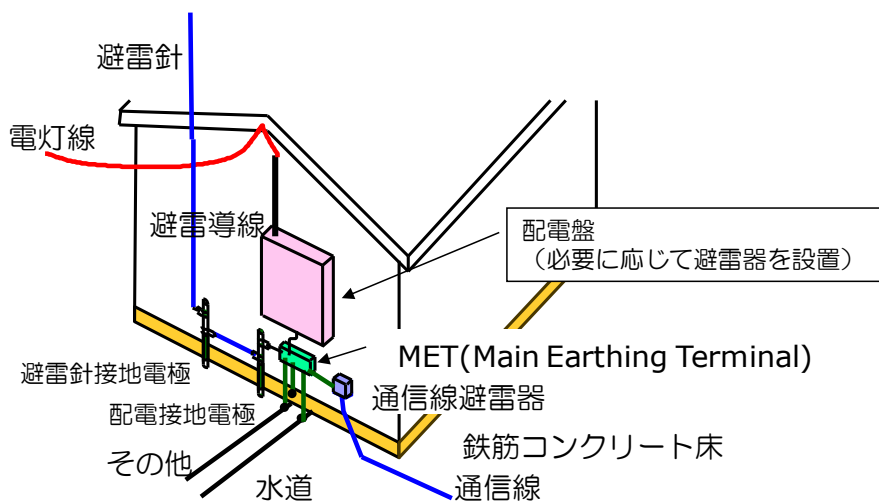 避雷針
電灯線
避雷導線
配電盤
（必要に応じて避雷器を設置）
MET(Main Earthing Terminal)
避雷針接地電極
通信線避雷器
配電接地電極
鉄筋コンクリート床
その他
水道
通信線